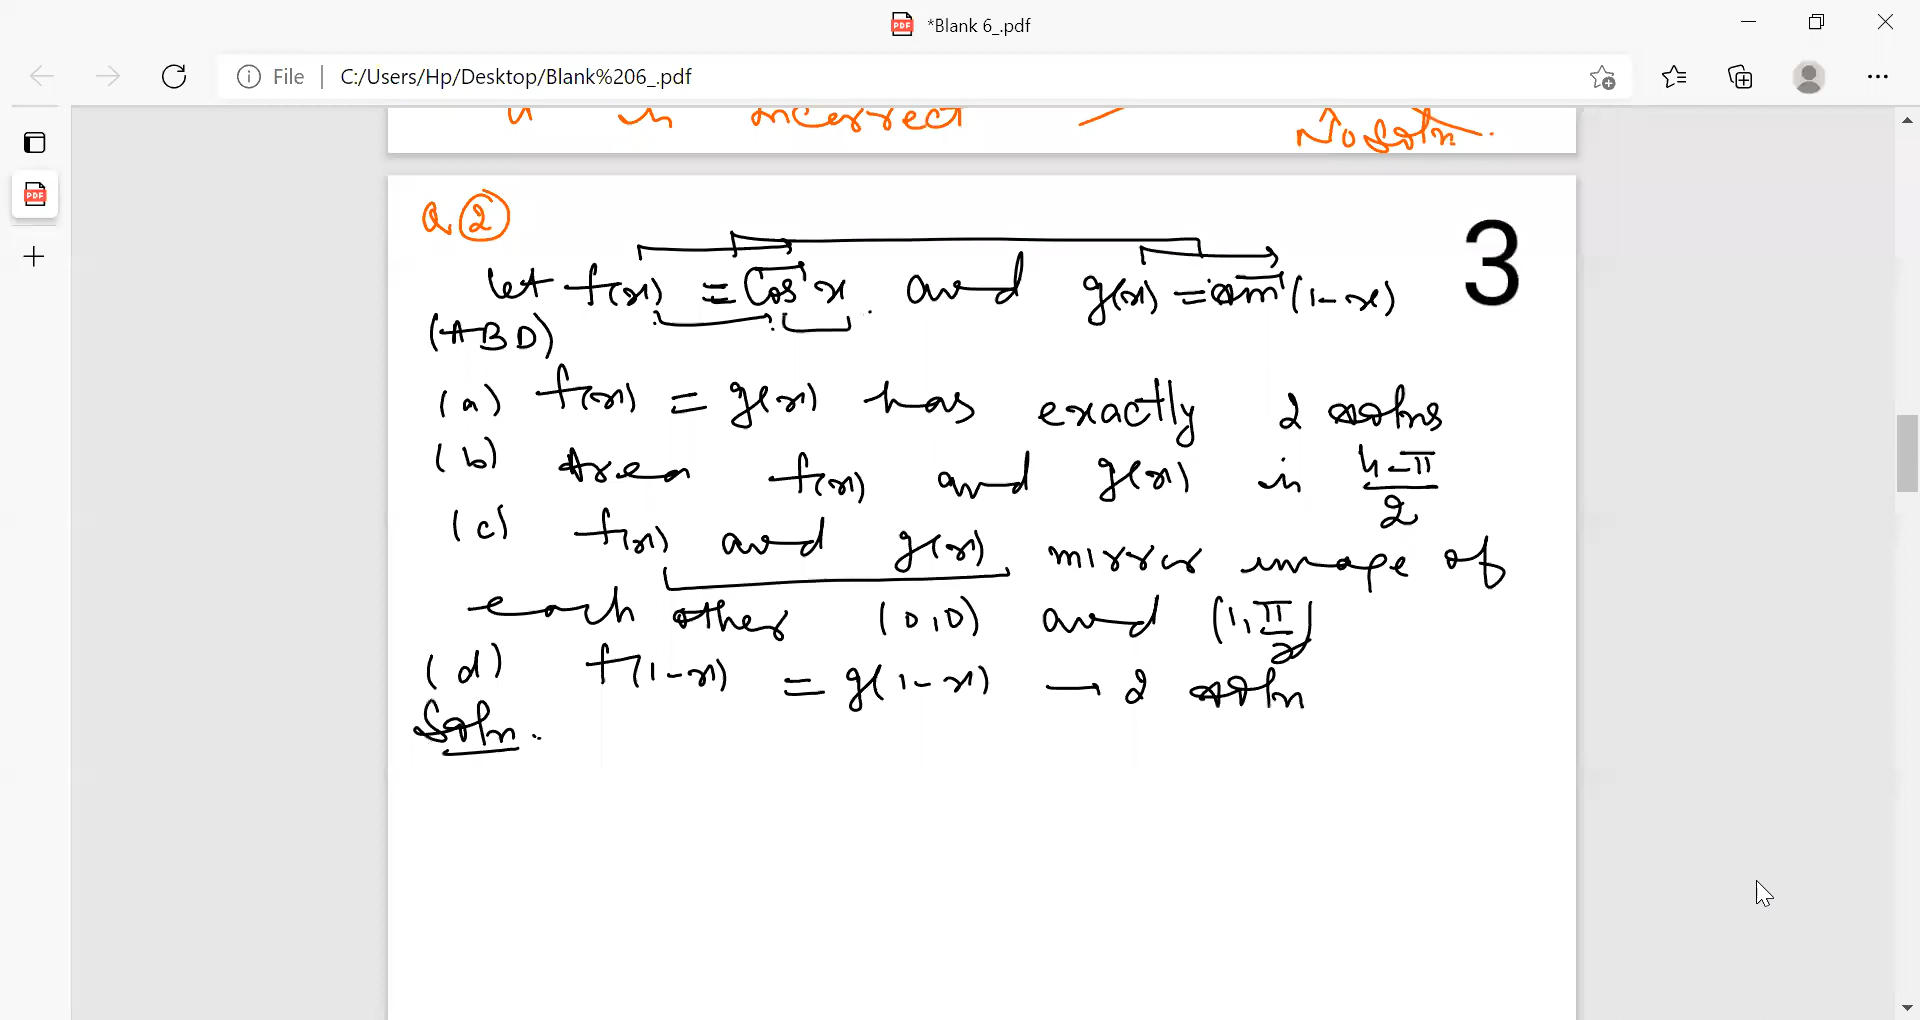 *Blank 6_.pdf
File | C:/Users/Hp/Desktop/Blank%206_.pdf
is incorrect — No Soln.
Q ②
3
let f(x) = Cos⁻¹x and g(x) = sin⁻¹(1-x)
(ABD)
(a) f(x) = g(x) has exactly 2 solns
(b) Area f(x) and g(x) is (4-π)/2
(c) f(x) and g(x) mirror image of
each other (0,0) and (1, π/2)
(d) f(1-x) = g(1-x) → 2 soln
Soln.